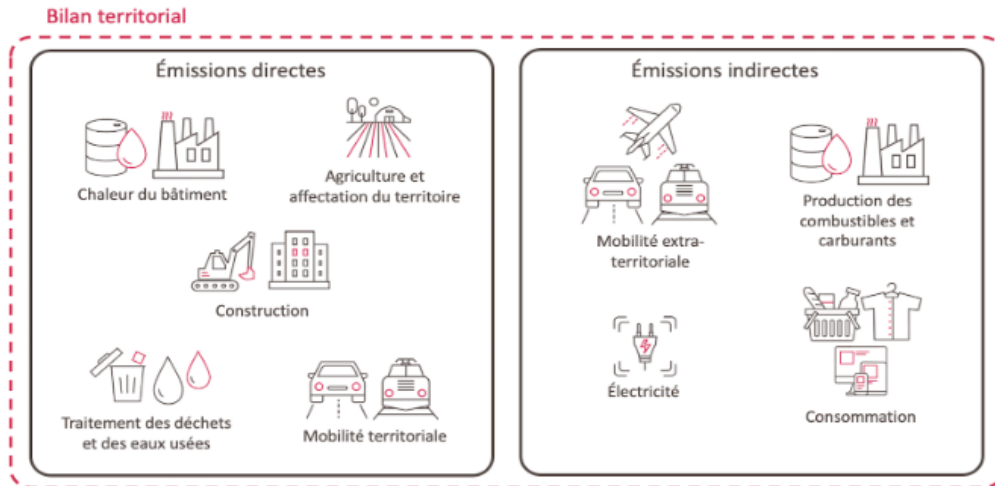 Bilan territorial
Émissions directes
Chaleur du bâtiment
Agriculture et
affectation du territoire
Construction
Traitement des déchets
et des eaux usées
Mobilité territoriale
Émissions indirectes
Mobilité extra-
territoriale
Production des
combustibles et
carburants
Électricité
Consommation